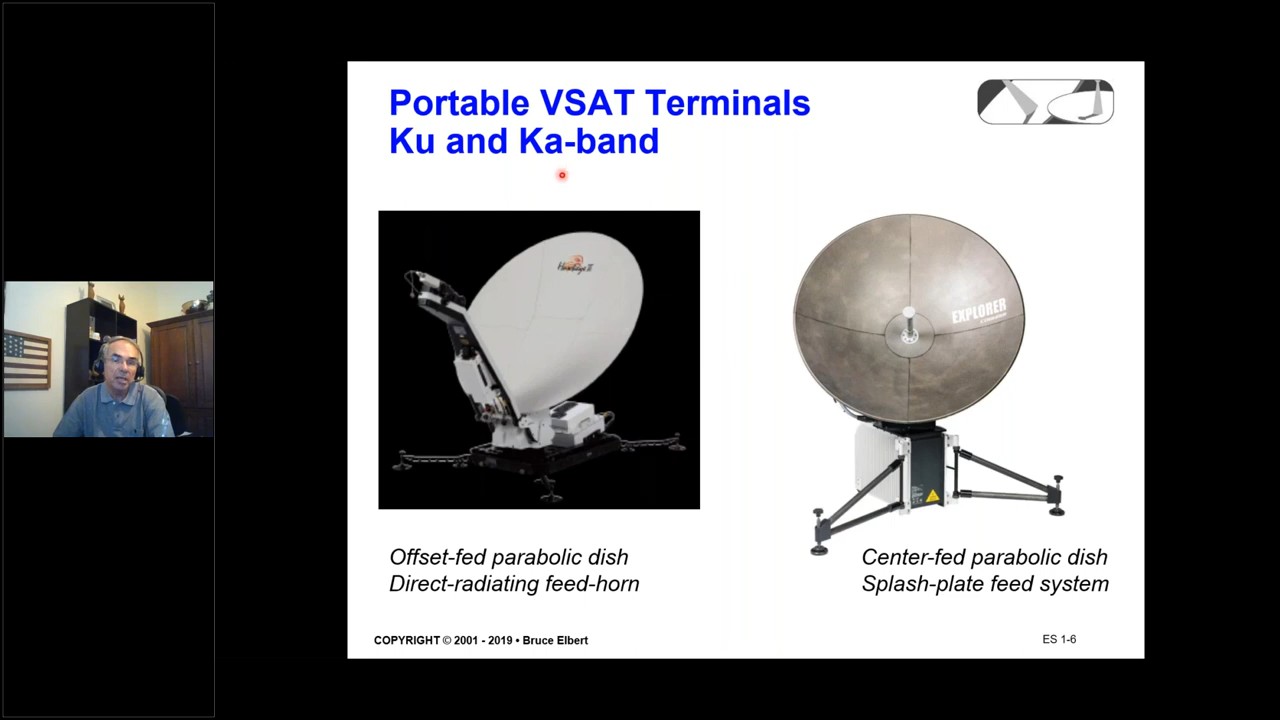 Portable VSAT Terminals
Ku and Ka-band
EXPLORER
Offset-fed parabolic dish
Direct-radiating feed-horn
Center-fed parabolic dish
Splash-plate feed system
COPYRIGHT © 2001 - 2019 • Bruce Elbert
ES 1-6